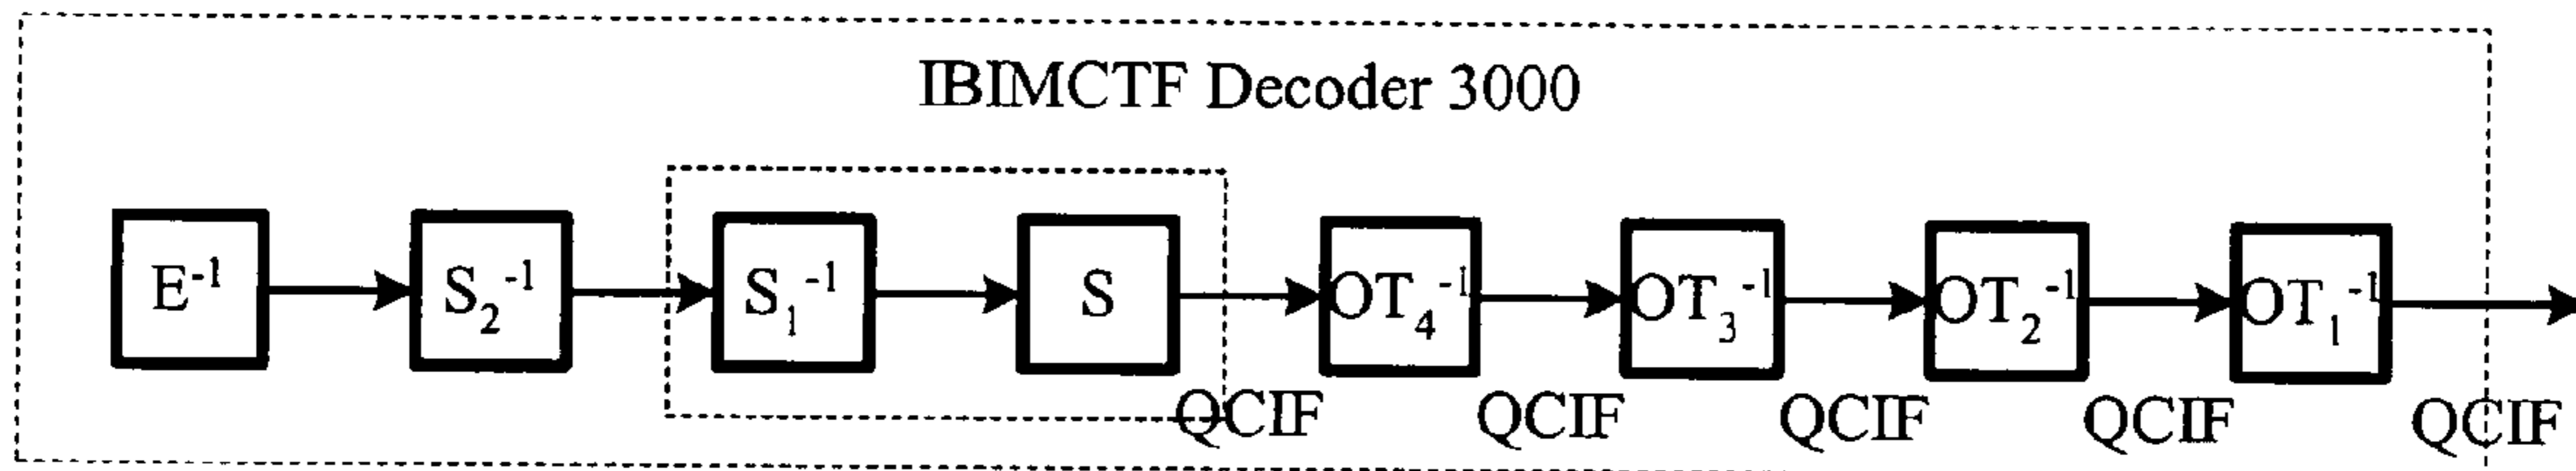 IBIMCTF Decoder 3000
E⁻¹ S₂⁻¹ S₁⁻¹ S OT₄⁻¹ OT₃⁻¹ OT₂⁻¹ OT₁⁻¹
QCIF QCIF QCIF QCIF QCIF